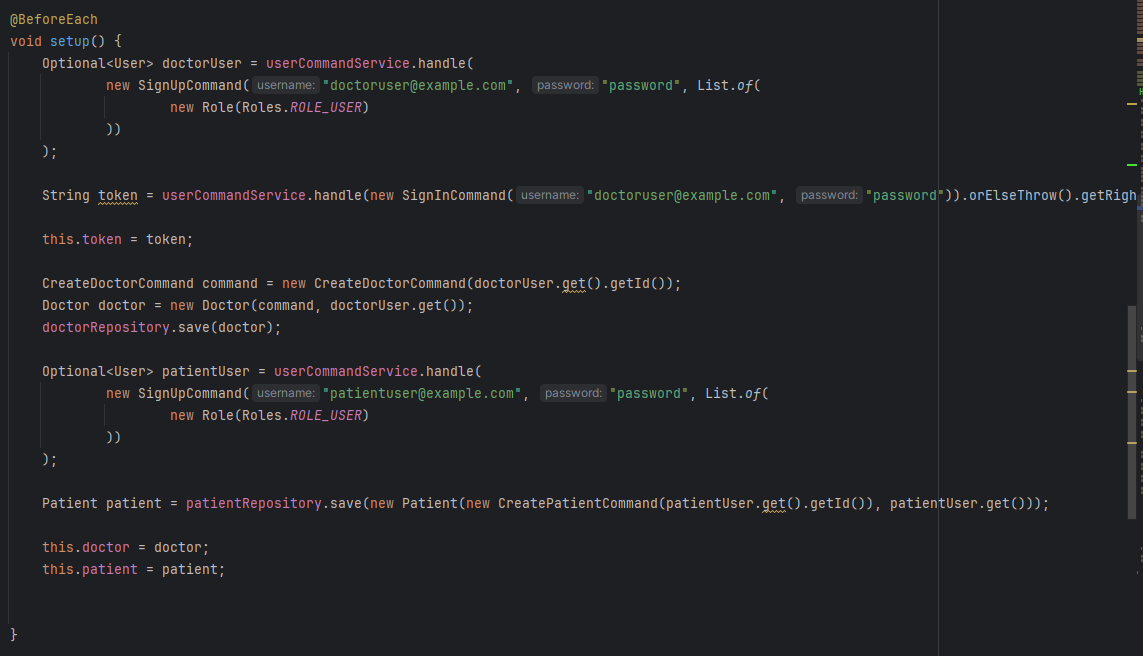 @BeforeEach
void setup() {
    Optional<User> doctorUser = userCommandService.handle(
            new SignUpCommand( username: "doctoruser@example.com", password: "password", List.of(
                    new Role(Roles.ROLE_USER)
            ))
    );
    String token = userCommandService.handle(new SignInCommand( username: "doctoruser@example.com", password: "password")).orElseThrow().getRigh
    this.token = token;
    CreateDoctorCommand command = new CreateDoctorCommand(doctorUser.get().getId());
    Doctor doctor = new Doctor(command, doctorUser.get());
    doctorRepository.save(doctor);
    Optional<User> patientUser = userCommandService.handle(
            new SignUpCommand( username: "patientuser@example.com", password: "password", List.of(
                    new Role(Roles.ROLE_USER)
            ))
    );
    Patient patient = patientRepository.save(new Patient(new CreatePatientCommand(patientUser.get().getId()), patientUser.get()));
    this.doctor = doctor;
    this.patient = patient;
}